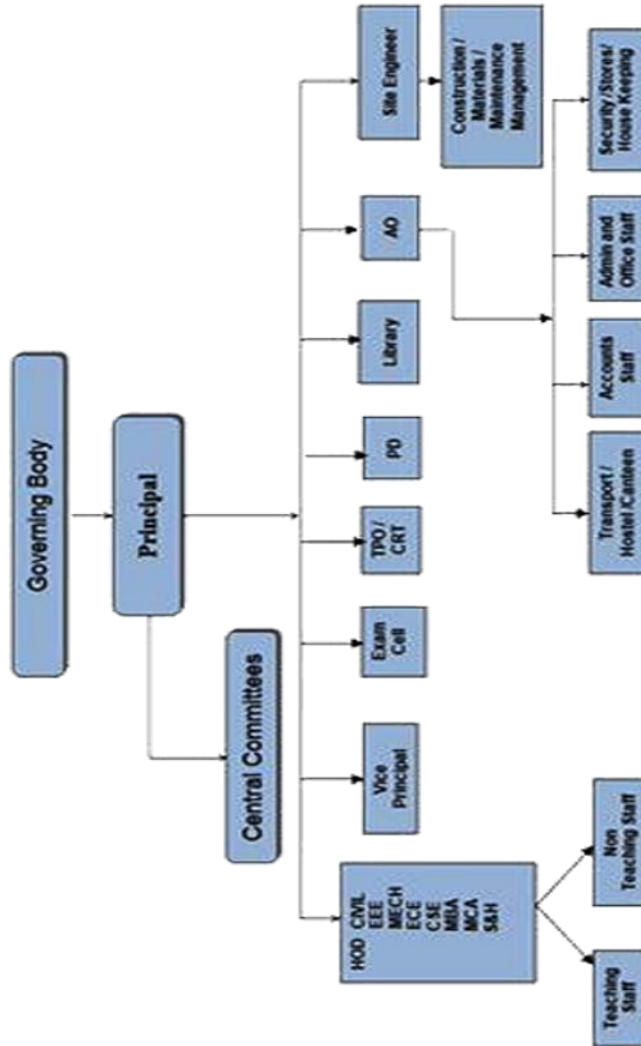 Governing Body
Principal
Central Committees
HOD CIVIL
EEE
MECH
ECE
CSE
MBA
MCA
S&H
Vice
Principal
Exam
Cell
TPO /
CRT
PD
Library
AO
Site Engineer
Construction /
Materials /
Maintenance
Management
Teaching
Staff
Non
Teaching Staff
Transport /
Hostel /Canteen
Accounts
Staff
Admin and
Office Staff
Security /Stores/
House Keeping